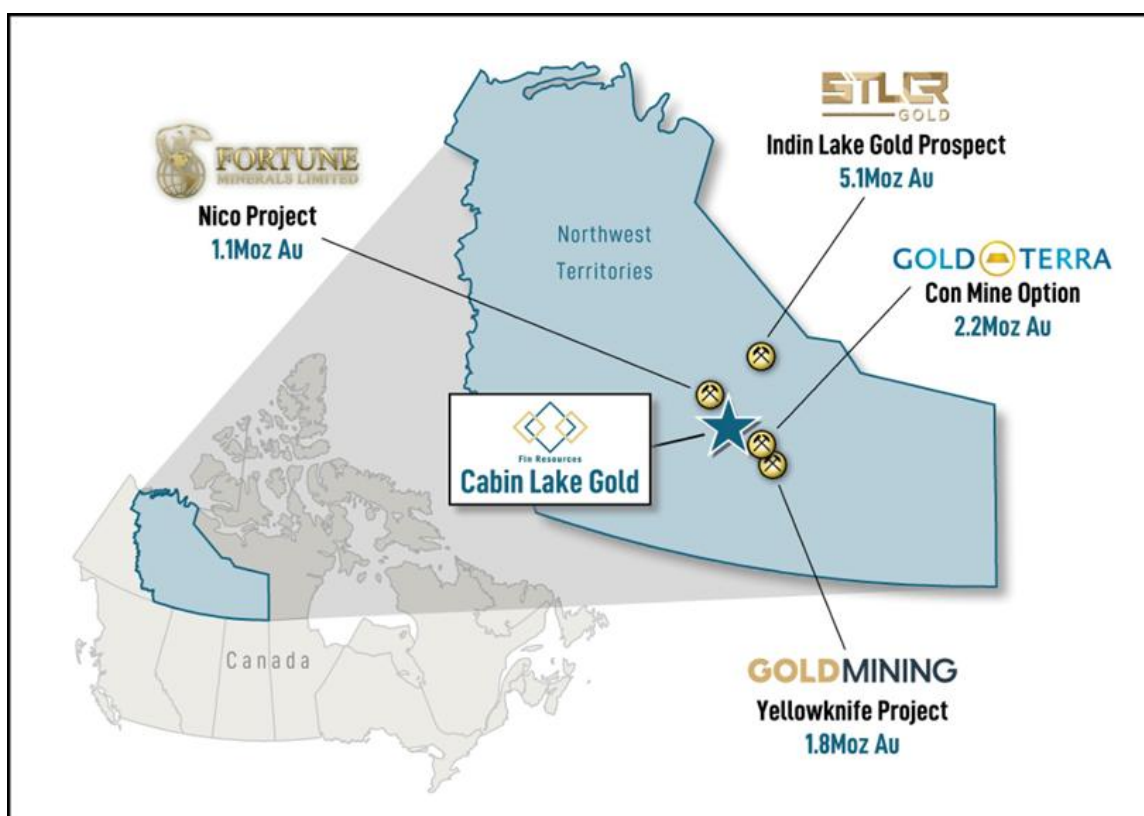 STLLR
GOLD
Indin Lake Gold Prospect
5.1Moz Au
FORTUNE
MINERALS LIMITED
Nico Project
1.1Moz Au
Northwest
Territories
GOLD TERRA
Con Mine Option
2.2Moz Au
Fin Resources
Cabin Lake Gold
Canada
GOLDMINING
Yellowknife Project
1.8Moz Au